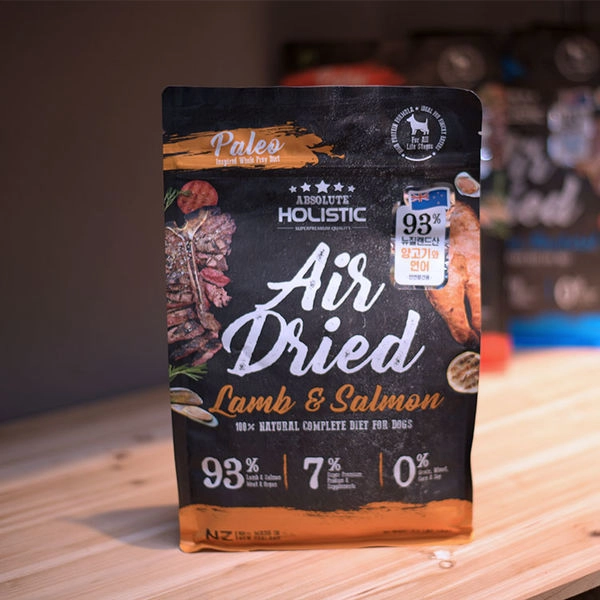 Paleo
Inspired Whole Prey Diet
For All
Life Stages
ABSOLUTE
HOLISTIC
SUPERPREMIUM QUALITY
93%
뉴질랜드산
양고기와
연어
Air
Dried
Lamb & Salmon
100% NATURAL COMPLETE DIET FOR DOGS
93% Lamb & Salmon
Meat & Organ
7%
0%
NZ
Air
Dried